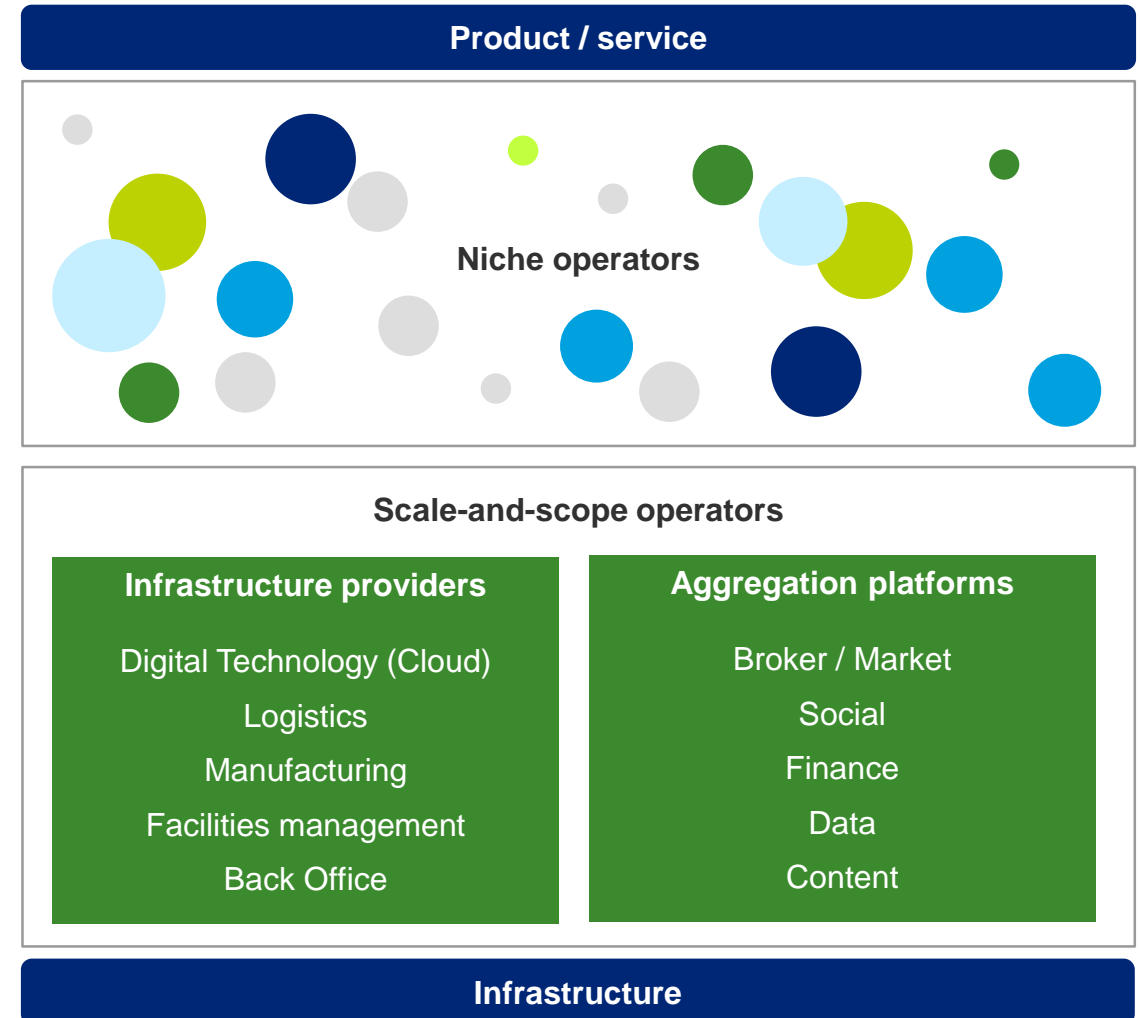 Product / service
Niche operators
Scale-and-scope operators
Infrastructure providers
Digital Technology (Cloud)
Logistics
Manufacturing
Facilities management
Back Office
Aggregation platforms
Broker / Market
Social
Finance
Data
Content
Infrastructure